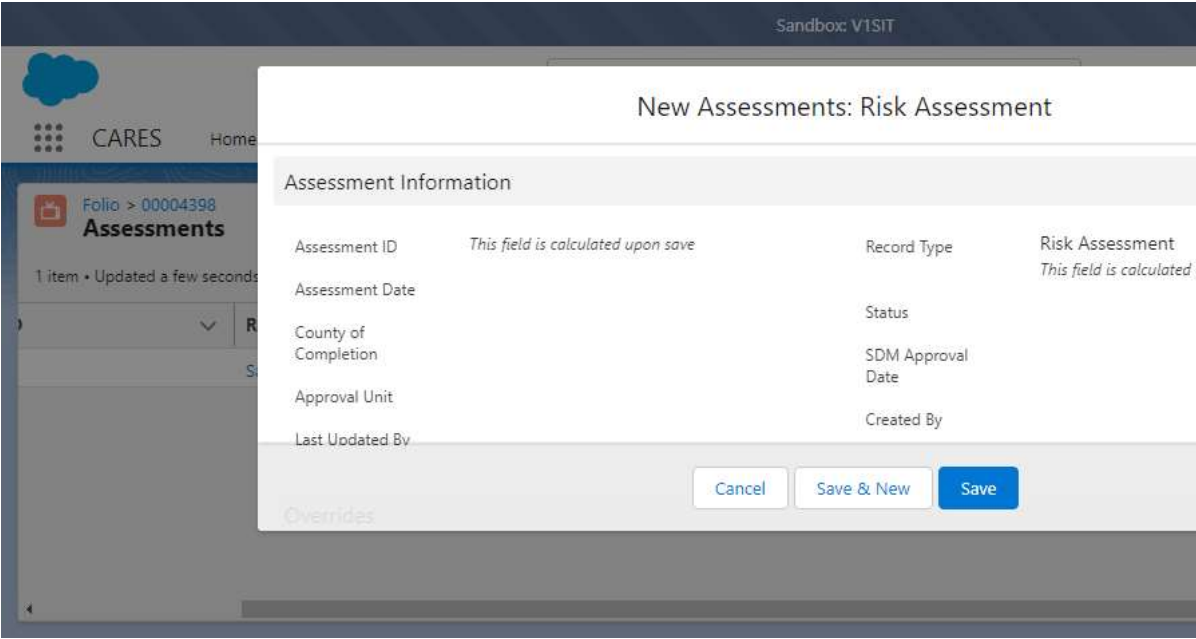 Sandbox: V1SIT
New Assessments: Risk Assessment
CARES Home
Assessment Information
Folio > 00004398
Assessments
1 item • Updated a few seconds
Assessment ID This field is calculated upon save
Record Type Risk Assessment
This field is calculated
Assessment Date
Status
County of
Completion
SDM Approval
Date
Approval Unit
Created By
Last Updated By
Cancel Save & New Save
Overrides